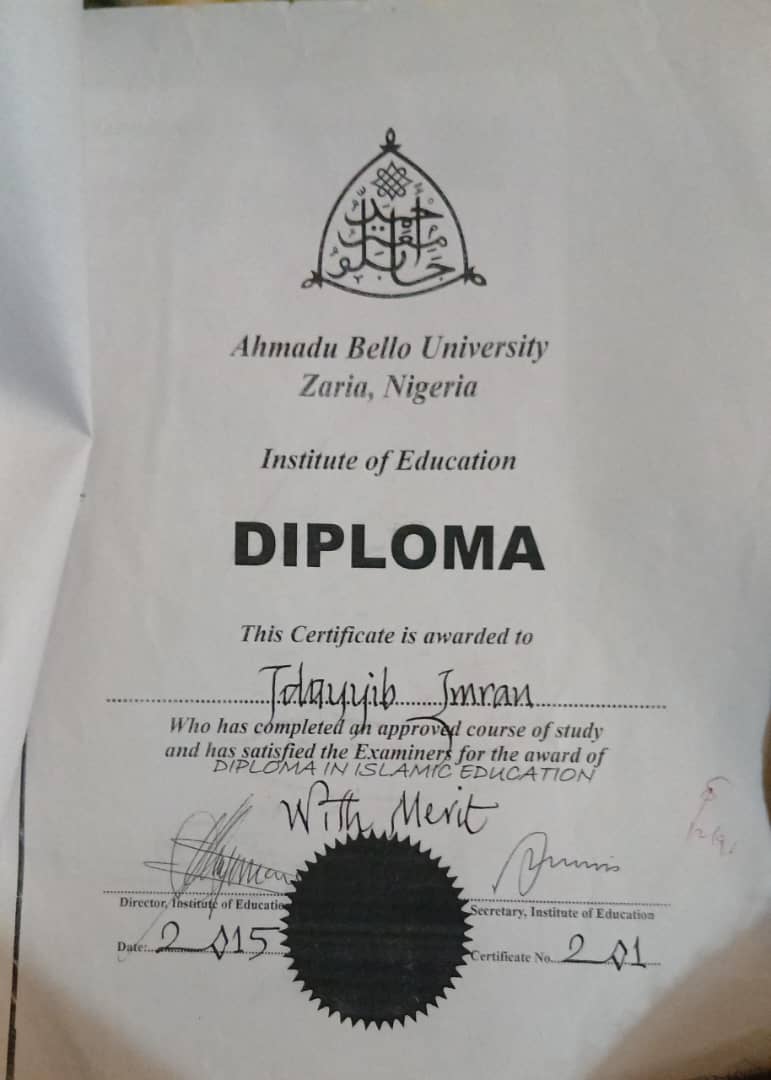 Ahmadu Bello University
Zaria, Nigeria
Institute of Education
DIPLOMA
This Certificate is awarded to
Tdayyib Imran
Who has completed an approved course of study
and has satisfied the Examiners for the award of
DIPLOMA IN ISLAMIC EDUCATION
With Merit
Director, Institute of Educatio
Secretary, Institute of Education
Date: 2015
Certificate No. 201